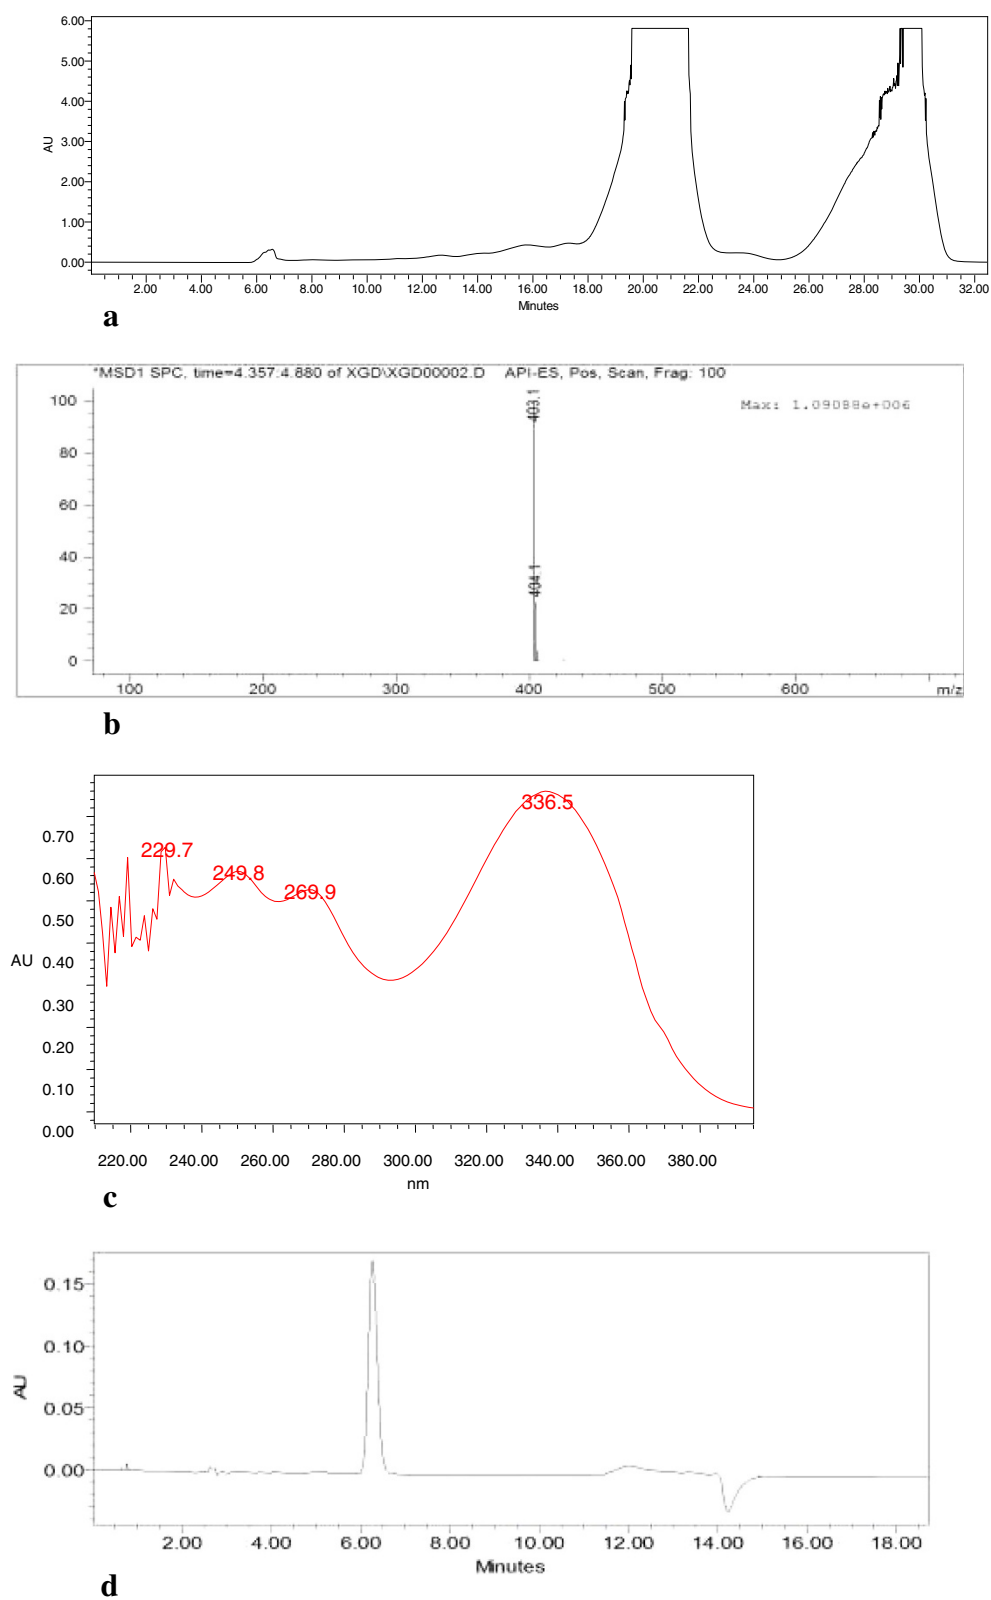 6.00
5.00
4.00
3.00
2.00
1.00
0.00
AU
2.00 4.00 6.00 8.00 10.00 12.00 14.00 16.00 18.00 20.00 22.00 24.00 26.00 28.00 30.00 32.00
Minutes
a
*MSD1 SPC, time=4.357:4.880 of XGD\XGD00002.D API-ES, Pos, Scan, Frag: 100
Max: 1.09088e+006
403.1
404.1
100
80
60
40
20
0
100 200 300 400 500 600 m/z
b
336.5
229.7
249.8
269.9
0.70
0.60
0.50
AU 0.40
0.30
0.20
0.10
0.00
220.00 240.00 260.00 280.00 300.00 320.00 340.00 360.00 380.00
nm
c
0.15
0.10
0.05
0.00
AU
2.00 4.00 6.00 8.00 10.00 12.00 14.00 16.00 18.00
Minutes
d